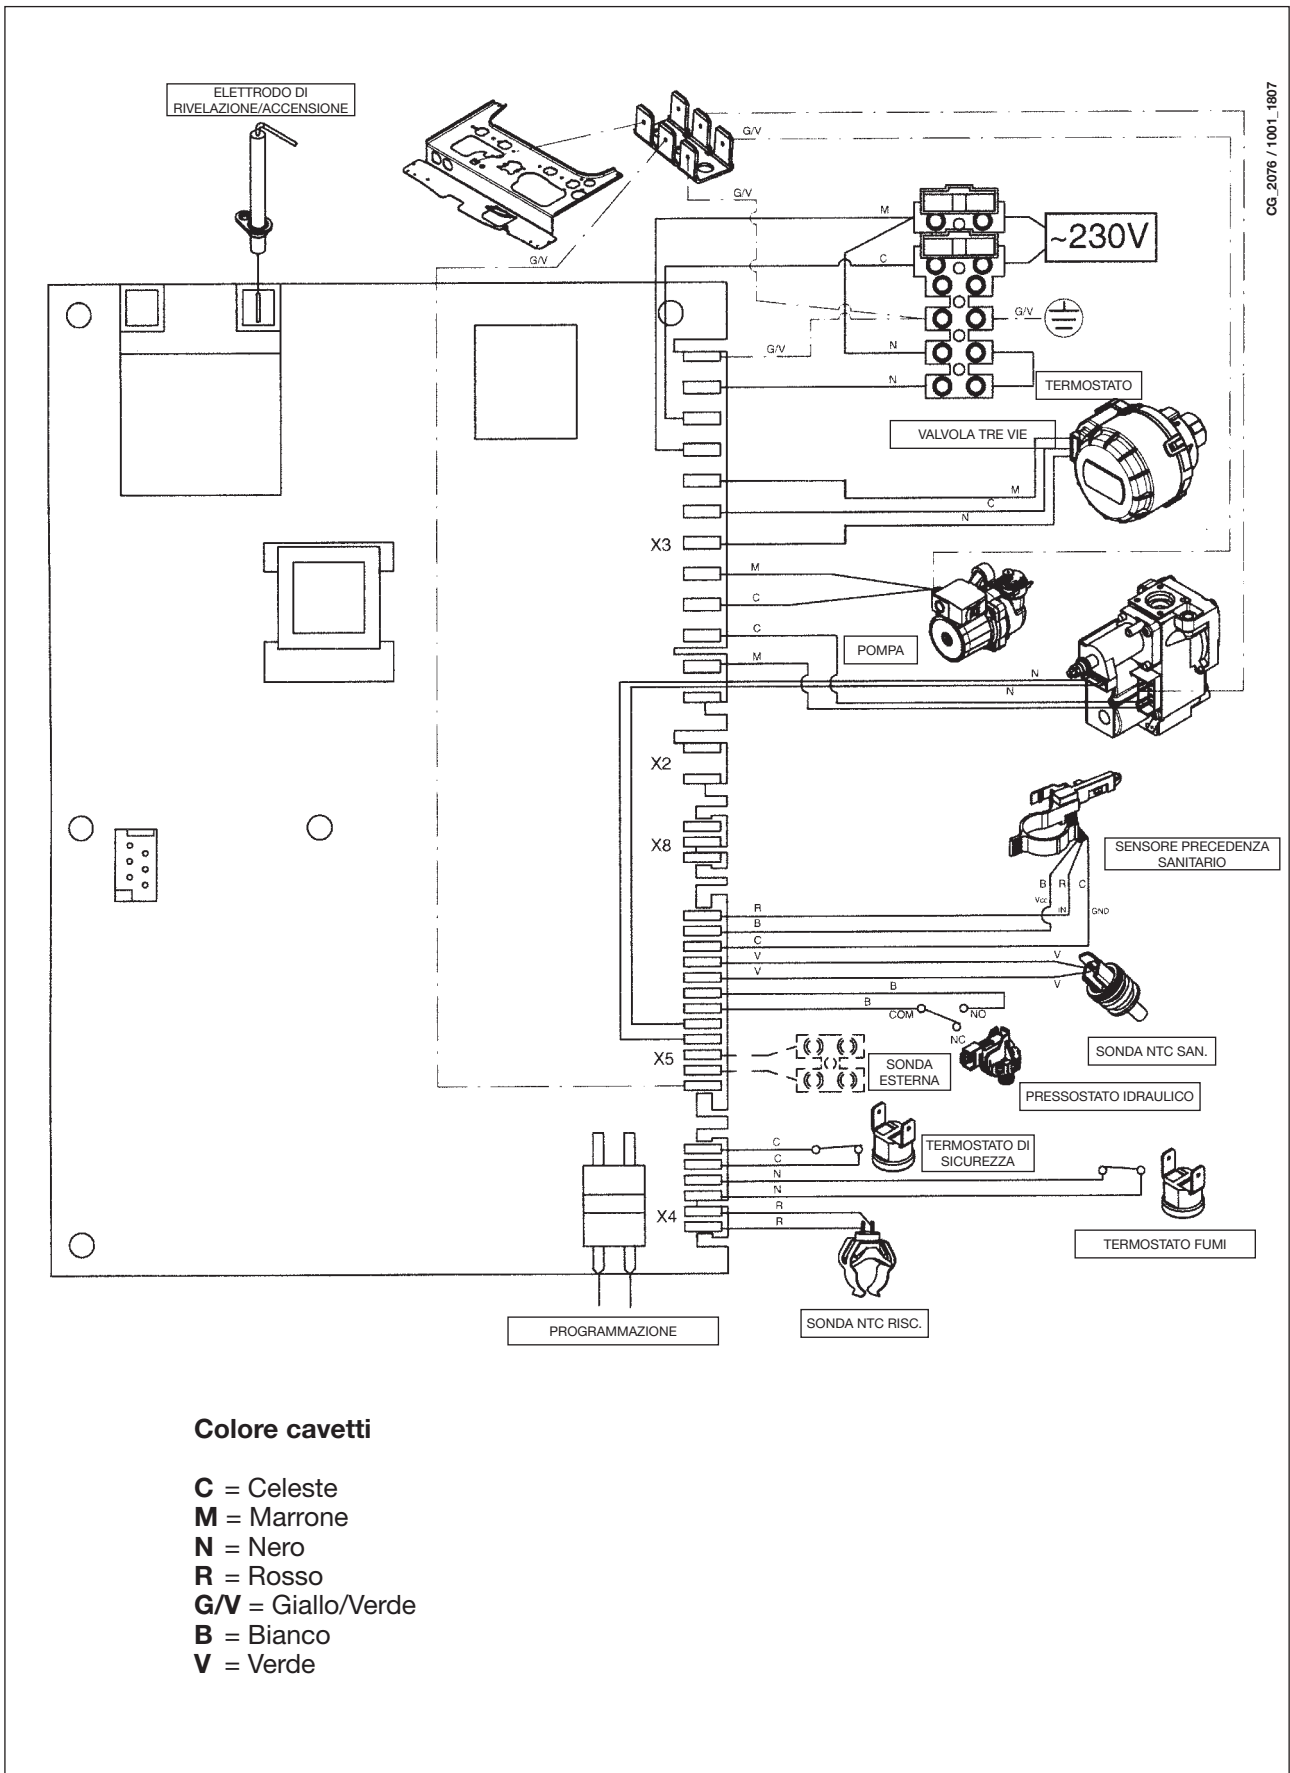 ELETTRODO DI
RIVELAZIONE/ACCENSIONE
CG_2076 / 1001_1807
G/V
G/V
M
~230V
G/V
C
G/V
G/V
N
N
TERMOSTATO
VALVOLA TRE VIE
M
C
N
X3
M
C
C
POMPA
M
N
N
X2
X8
SENSORE PRECEDENZA
SANITARIO
B R C
Vcc
IN
GND
R
B
C
V
V
V
V
B
B
COM
NO
NC
X5
SONDA
ESTERNA
SONDA NTC SAN.
PRESSOSTATO IDRAULICO
C
C
TERMOSTATO DI
SICUREZZA
N
N
R
X4
R
TERMOSTATO FUMI
SONDA NTC RISC.
PROGRAMMAZIONE
Colore cavetti
C = Celeste
M = Marrone
N = Nero
R = Rosso
G/V = Giallo/Verde
B = Bianco
V = Verde